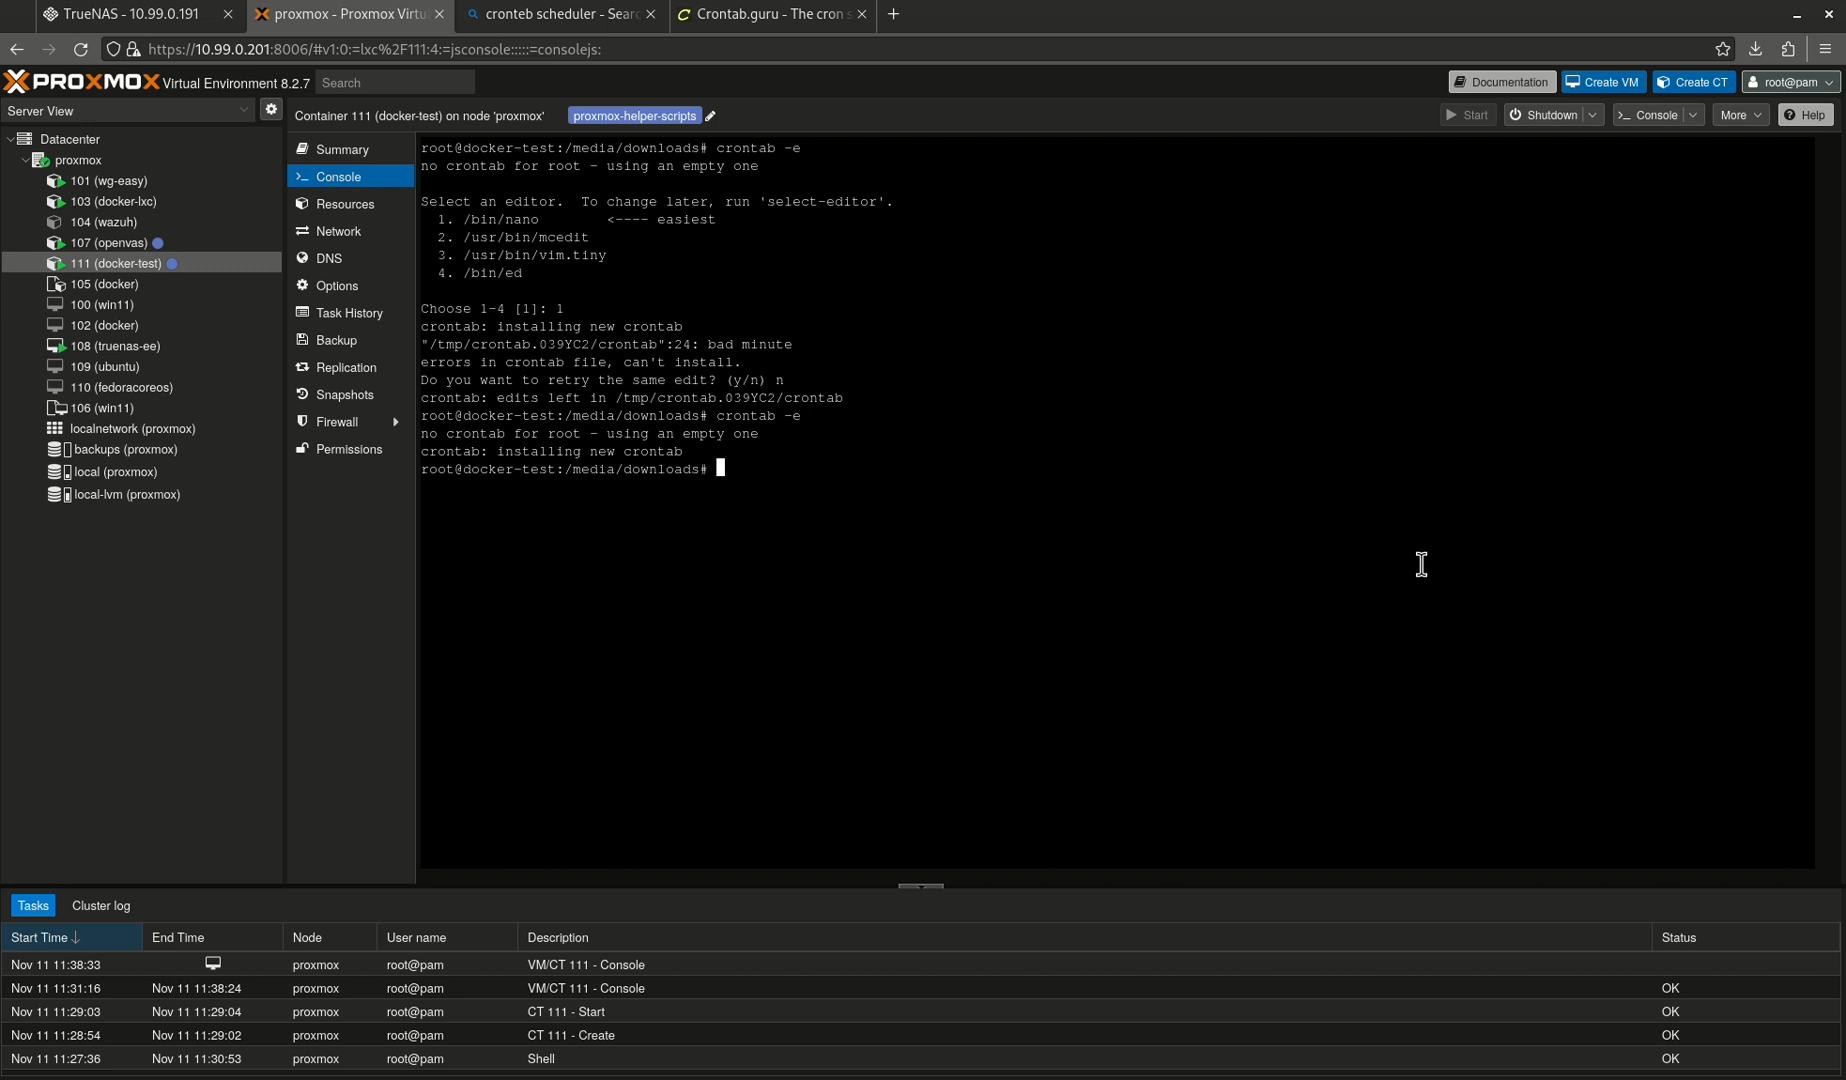 TrueNAS - 10.99.0.191
proxmox - Proxmox Virtu
cronteb scheduler - Sear
Crontab.guru - The cron s
https://10.99.0.201:8006/#v1:0:=lxc%2F111:4:=jsconsole:::::=consolejs:
PROXMOX Virtual Environment 8.2.7
Search
Documentation
Create VM
Create CT
root@pam
Server View
Container 111 (docker-test) on node 'proxmox'
proxmox-helper-scripts
Start
Shutdown
Console
More
Help
Datacenter
proxmox
101 (wg-easy)
103 (docker-lxc)
104 (wazuh)
107 (openvas)
111 (docker-test)
105 (docker)
100 (win11)
102 (docker)
108 (truenas-ee)
109 (ubuntu)
110 (fedoracoreos)
106 (win11)
localnetwork (proxmox)
backups (proxmox)
local (proxmox)
local-lvm (proxmox)
Summary
Console
Resources
Network
DNS
Options
Task History
Backup
Replication
Snapshots
Firewall
Permissions
root@docker-test:/media/downloads# crontab -e
no crontab for root - using an empty one
Select an editor.  To change later, run 'select-editor'.
1. /bin/nano        <---- easiest
2. /usr/bin/mcedit
3. /usr/bin/vim.tiny
4. /bin/ed
Choose 1-4 [1]: 1
crontab: installing new crontab
"/tmp/crontab.039YC2/crontab":24: bad minute
errors in crontab file, can't install.
Do you want to retry the same edit? (y/n) n
crontab: edits left in /tmp/crontab.039YC2/crontab
root@docker-test:/media/downloads# crontab -e
no crontab for root - using an empty one
crontab: installing new crontab
root@docker-test:/media/downloads#
Tasks
Cluster log
Start Time End Time Node User name Description Status
Nov 11 11:38:33 proxmox root@pam VM/CT 111 - Console
Nov 11 11:31:16 Nov 11 11:38:24 proxmox root@pam VM/CT 111 - Console OK
Nov 11 11:29:03 Nov 11 11:29:04 proxmox root@pam CT 111 - Start OK
Nov 11 11:28:54 Nov 11 11:29:02 proxmox root@pam CT 111 - Create OK
Nov 11 11:27:36 Nov 11 11:30:53 proxmox root@pam Shell OK